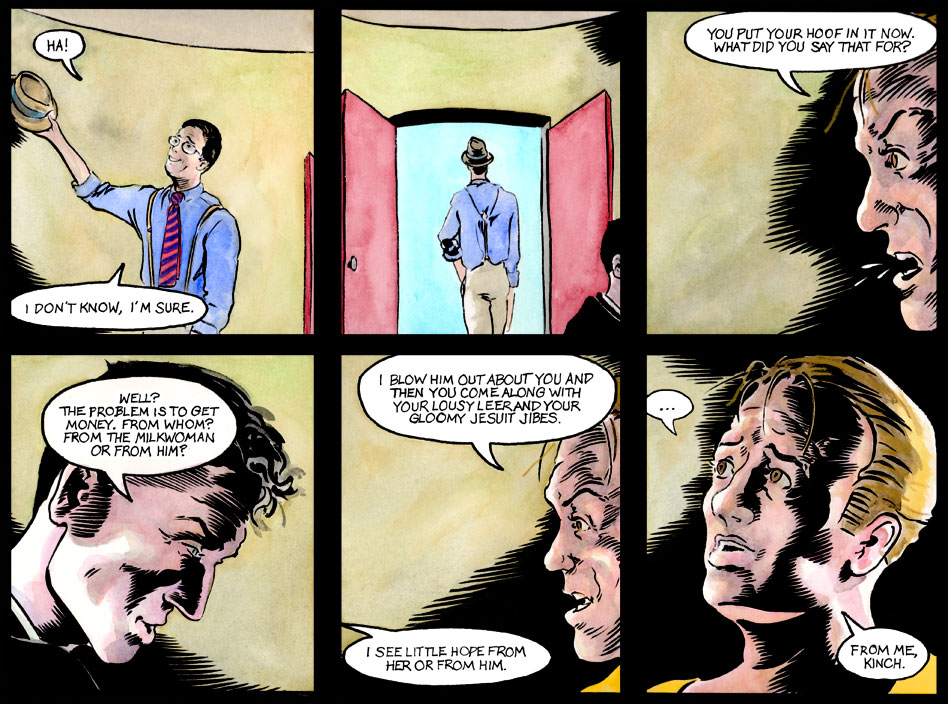 HA!
I DON'T KNOW, I'M SURE.
YOU PUT YOUR HOOF IN IT NOW.
WHAT DID YOU SAY THAT FOR?
WELL?
THE PROBLEM IS TO GET
MONEY. FROM WHOM?
FROM THE MILKWOMAN
OR FROM HIM?
I BLOW HIM OUT ABOUT YOU AND
THEN YOU COME ALONG WITH
YOUR LOUSY LEER AND YOUR
GLOOMY JESUIT JIBES.
I SEE LITTLE HOPE FROM
HER OR FROM HIM.
...
FROM ME,
KINCH.